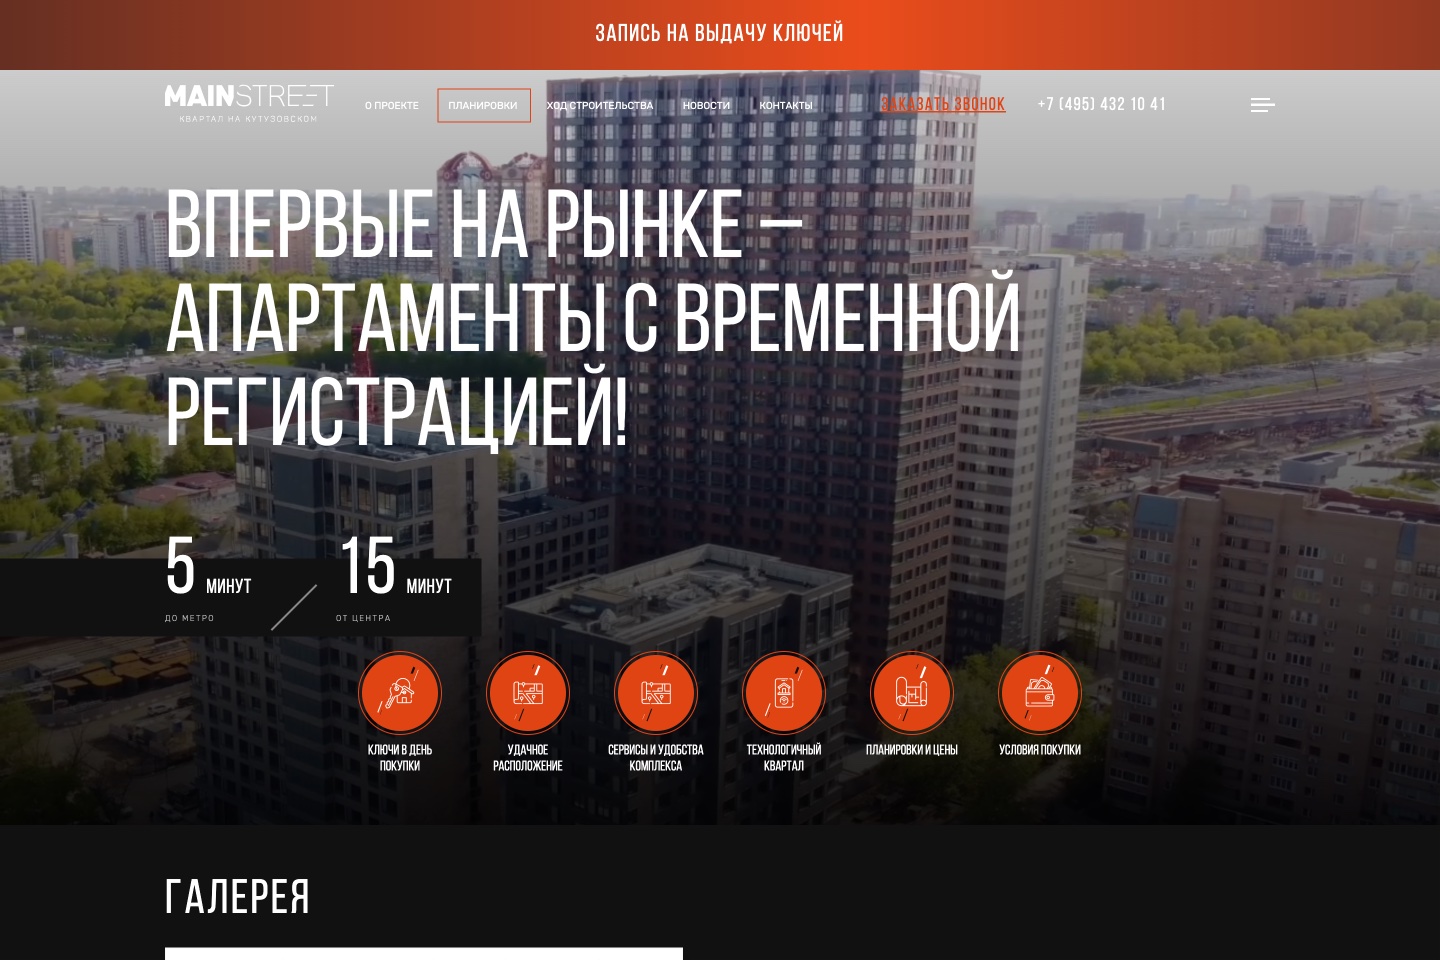 ЗАПИСЬ НА ВЫДАЧУ КЛЮЧЕЙ
MAINSTREET
КВАРТАЛ НА КУТУЗОВСКОМ
О ПРОЕКТЕ
ПЛАНИРОВКИ
ХОД СТРОИТЕЛЬСТВА
НОВОСТИ
КОНТАКТЫ
ЗАКАЗАТЬ ЗВОНОК
+7 (495) 432 10 41
ВПЕРВЫЕ НА РЫНКЕ –
АПАРТАМЕНТЫ С ВРЕМЕННОЙ
РЕГИСТРАЦИЕЙ!
5 МИНУТ
ДО МЕТРО
15 МИНУТ
ОТ ЦЕНТРА
КЛЮЧИ В ДЕНЬ
ПОКУПКИ
УДАЧНОЕ
РАСПОЛОЖЕНИЕ
СЕРВИСЫ И УДОБСТВА
КОМПЛЕКСА
ТЕХНОЛОГИЧНЫЙ
КВАРТАЛ
ПЛАНИРОВКИ И ЦЕНЫ
УСЛОВИЯ ПОКУПКИ
ГАЛЕРЕЯ